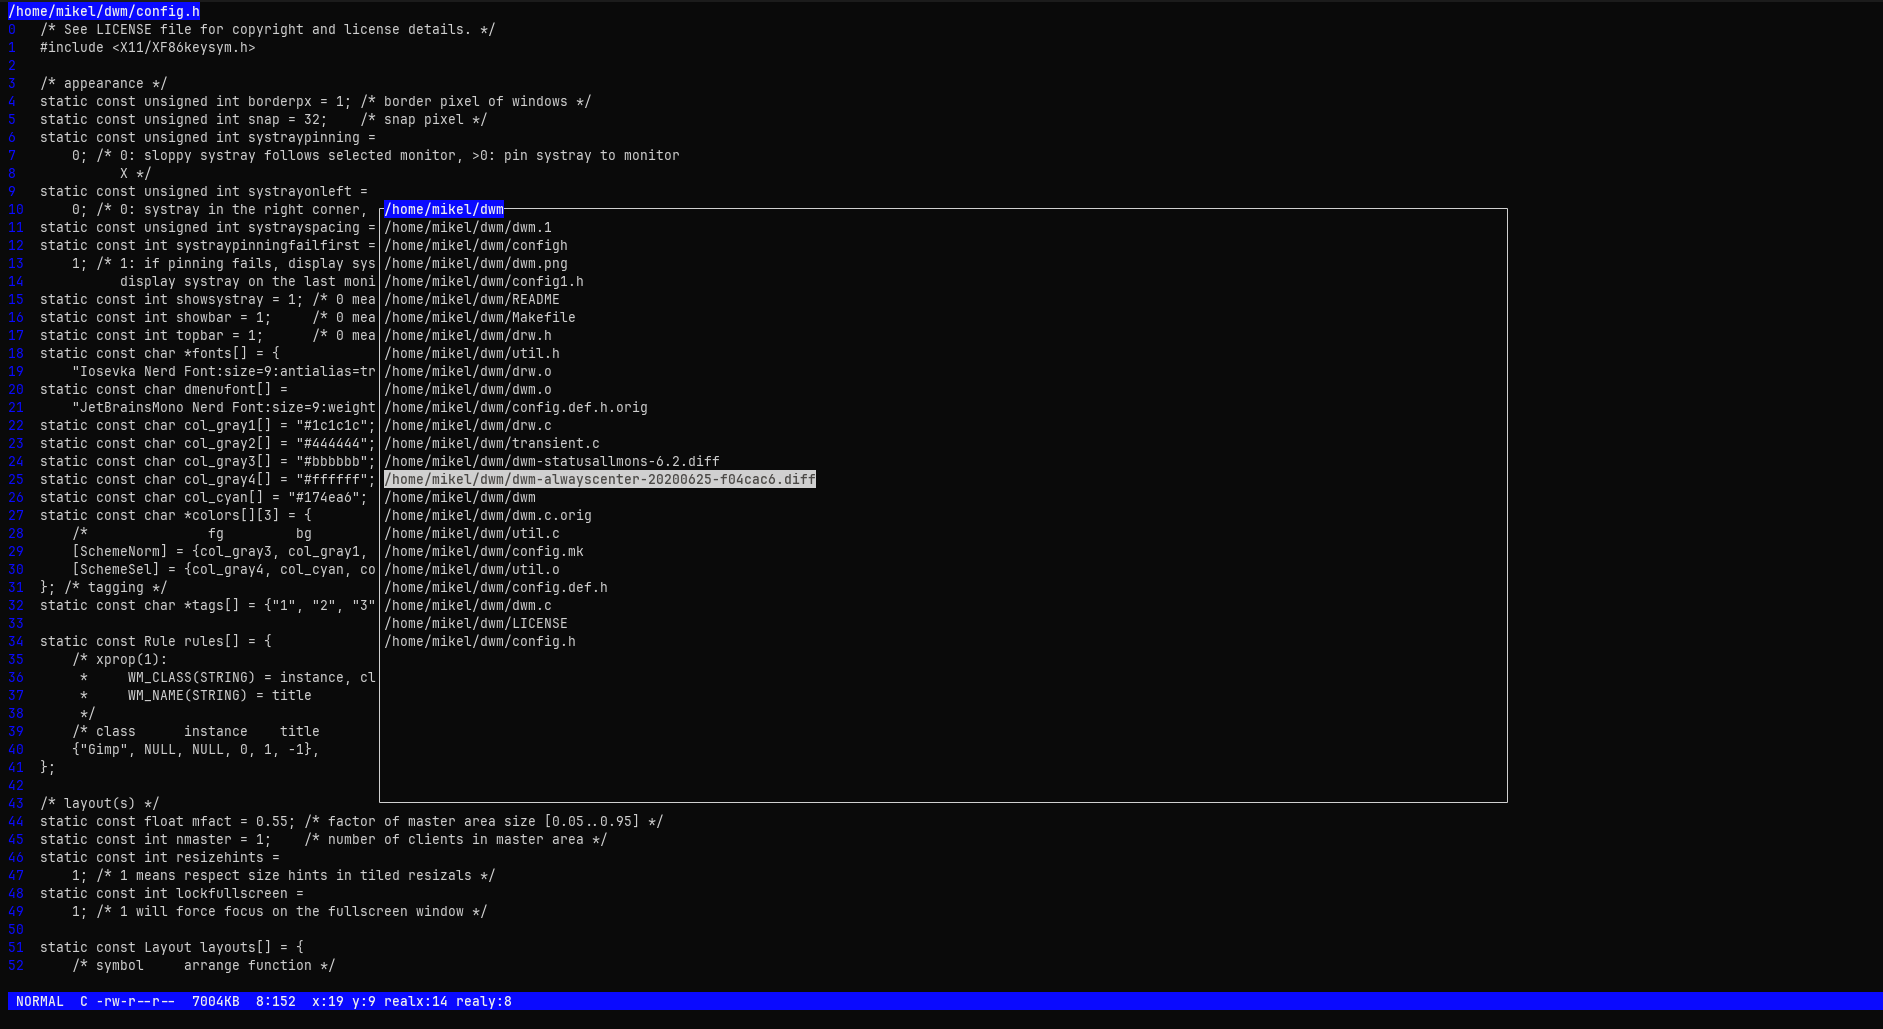 /home/mikel/dwm/config.h
0 /* See LICENSE file for copyright and license details. */
1 #include <X11/XF86keysym.h>
2
3 /* appearance */
4 static const unsigned int borderpx = 1; /* border pixel of windows */
5 static const unsigned int snap = 32;    /* snap pixel */
6 static const unsigned int systraypinning =
7     0; /* 0: sloppy systray follows selected monitor, >0: pin systray to monitor
8           X */
9 static const unsigned int systrayonleft =
10     0; /* 0: systray in the right corner,
11 static const unsigned int systrayspacing =
12 static const int systraypinningfailfirst =
13     1; /* 1: if pinning fails, display sys
14           display systray on the last moni
15 static const int showsystray = 1; /* 0 mea
16 static const int showbar = 1;     /* 0 mea
17 static const int topbar = 1;      /* 0 mea
18 static const char *fonts[] = {
19     "Iosevka Nerd Font:size=9:antialias=tr
20 static const char dmenufont[] =
21     "JetBrainsMono Nerd Font:size=9:weight
22 static const char col_gray1[] = "#1c1c1c";
23 static const char col_gray2[] = "#444444";
24 static const char col_gray3[] = "#bbbbbb";
25 static const char col_gray4[] = "#ffffff";
26 static const char col_cyan[] = "#174ea6";
27 static const char *colors[][3] = {
28     /*               fg         bg
29     [SchemeNorm] = {col_gray3, col_gray1,
30     [SchemeSel] = {col_gray4, col_cyan, co
31 }; /* tagging */
32 static const char *tags[] = {"1", "2", "3"
33
34 static const Rule rules[] = {
35     /* xprop(1):
36      *     WM_CLASS(STRING) = instance, cl
37      *     WM_NAME(STRING) = title
38      */
39     /* class      instance    title
40     {"Gimp", NULL, NULL, 0, 1, -1},
41 };
42
43 /* layout(s) */
44 static const float mfact = 0.55; /* factor of master area size [0.05..0.95] */
45 static const int nmaster = 1;    /* number of clients in master area */
46 static const int resizehints =
47     1; /* 1 means respect size hints in tiled resizals */
48 static const int lockfullscreen =
49     1; /* 1 will force focus on the fullscreen window */
50
51 static const Layout layouts[] = {
52     /* symbol     arrange function */
/home/mikel/dwm
/home/mikel/dwm/dwm.1
/home/mikel/dwm/configh
/home/mikel/dwm/dwm.png
/home/mikel/dwm/config1.h
/home/mikel/dwm/README
/home/mikel/dwm/Makefile
/home/mikel/dwm/drw.h
/home/mikel/dwm/util.h
/home/mikel/dwm/drw.o
/home/mikel/dwm/dwm.o
/home/mikel/dwm/config.def.h.orig
/home/mikel/dwm/drw.c
/home/mikel/dwm/transient.c
/home/mikel/dwm/dwm-statusallmons-6.2.diff
/home/mikel/dwm/dwm-alwayscenter-20200625-f04cac6.diff
/home/mikel/dwm/dwm
/home/mikel/dwm/dwm.c.orig
/home/mikel/dwm/util.c
/home/mikel/dwm/config.mk
/home/mikel/dwm/util.o
/home/mikel/dwm/config.def.h
/home/mikel/dwm/dwm.c
/home/mikel/dwm/LICENSE
/home/mikel/dwm/config.h
NORMAL  C -rw-r--r--  7004KB  8:152  x:19 y:9 realx:14 realy:8